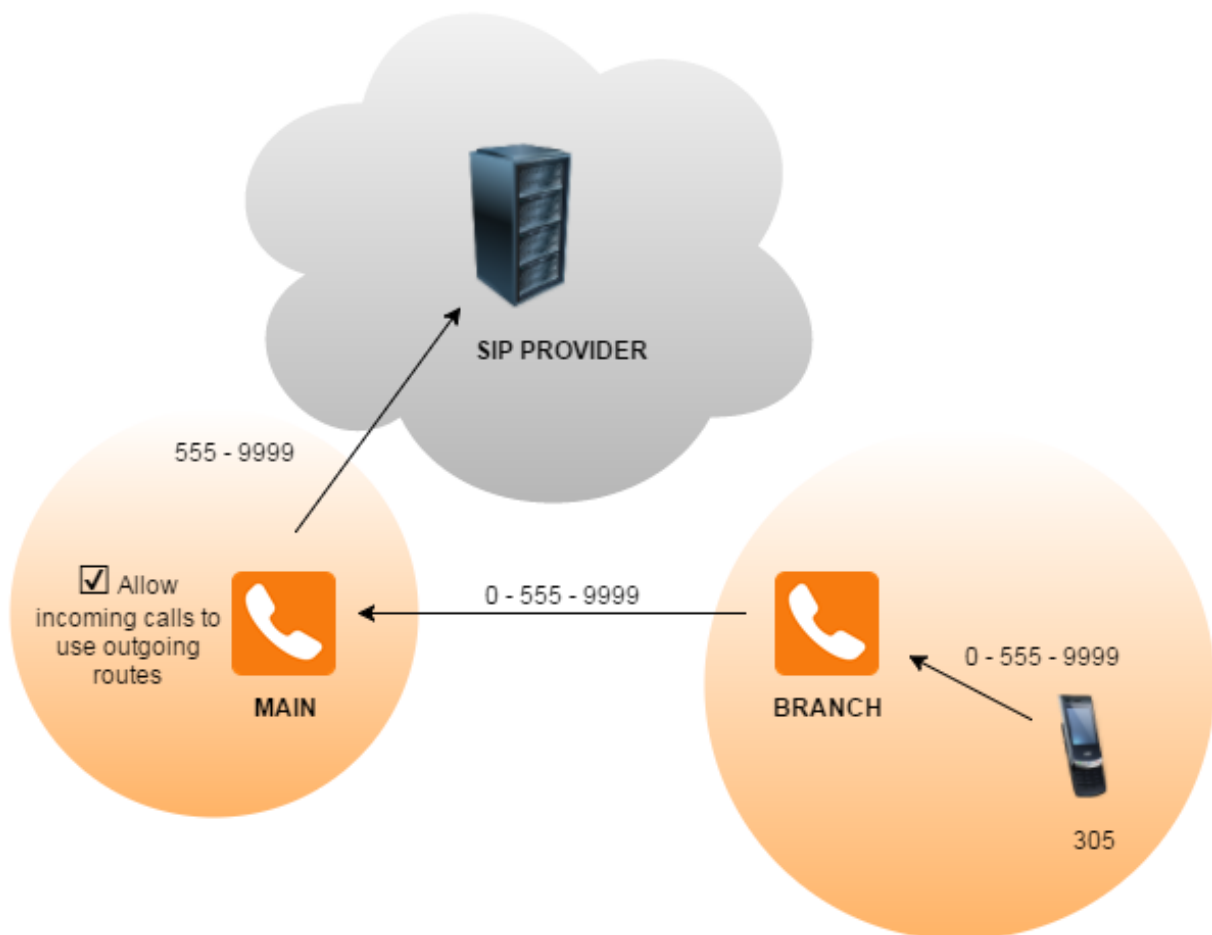 SIP PROVIDER
555 - 9999
Allow
incoming calls to
use outgoing
routes
MAIN
0 - 555 - 9999
BRANCH
0 - 555 - 9999
305